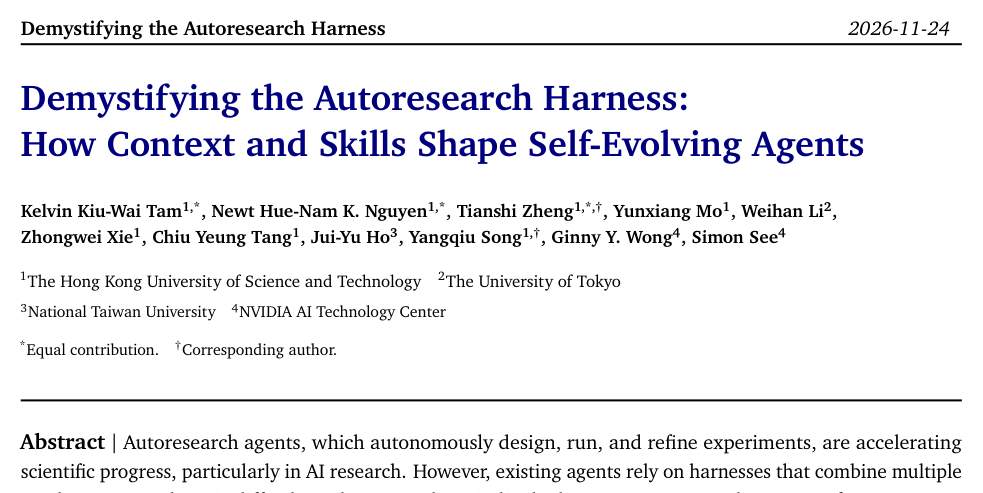 Demystifying the Autoresearch Harness 2026-11-24
Demystifying the Autoresearch Harness:
How Context and Skills Shape Self-Evolving Agents
Kelvin Kiu-Wai Tam1,*, Newt Hue-Nam K. Nguyen1,*, Tianshi Zheng1,*,†, Yunxiang Mo1, Weihan Li2,
Zhongwei Xie1, Chiu Yeung Tang1, Jui-Yu Ho3, Yangqiu Song1,†, Ginny Y. Wong4, Simon See4
1The Hong Kong University of Science and Technology 2The University of Tokyo
3National Taiwan University 4NVIDIA AI Technology Center
*Equal contribution. †Corresponding author.
Abstract | Autoresearch agents, which autonomously design, run, and refine experiments, are accelerating
scientific progress, particularly in AI research. However, existing agents rely on harnesses that combine multiple